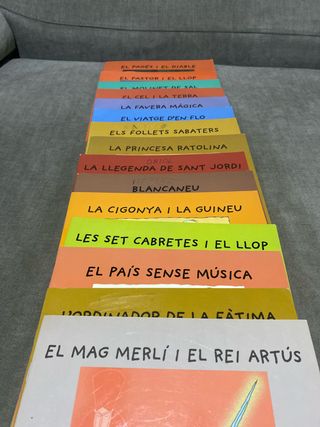 EL PAGÈS I EL DIABLE
EL PASTOR I EL LLOP
EL MOLINET DE SAL
EL CEL I LA TERRA
LA FAVERA MÀGICA
EL VIATGE D'EN FLO
ELS FOLLETS SABATERS
LA PRINCESA RATOLINA
LA LLEGENDA DE SANT JORDI
BLANCANEU
LA CIGONYA I LA GUINEU
LES SET CABRETES I EL LLOP
EL PAÍS SENSE MÚSICA
L'ORDINADOR DE LA FÀTIMA
EL MAG MERLÍ I EL REI ARTÚS